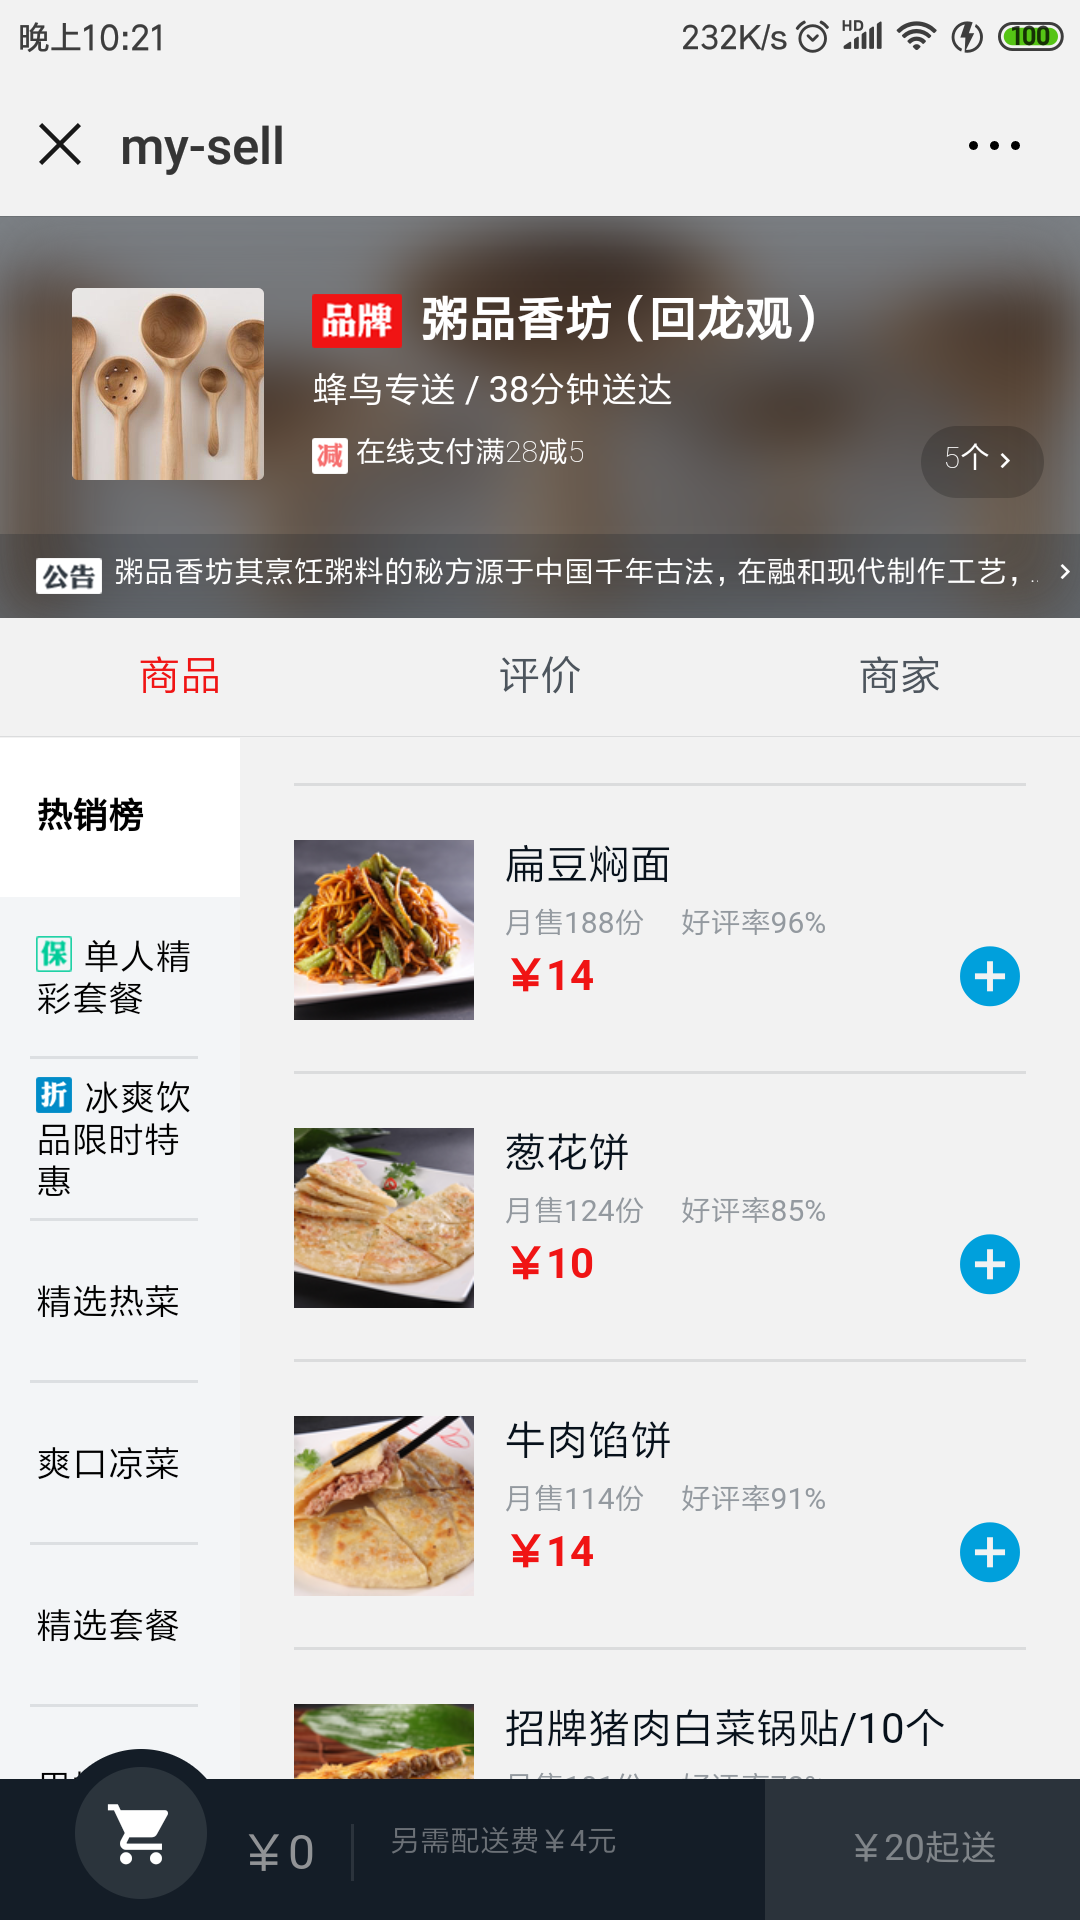 晚上10:21
232K/s HD 100
my-sell
品牌 粥品香坊（回龙观）
蜂鸟专送 / 38分钟送达
减 在线支付满28减5
5个
公告 粥品香坊其烹饪粥料的秘方源于中国千年古法，在融和现代制作工艺，..
商品 评价 商家
热销榜
保 单人精
彩套餐
折 冰爽饮
品限时特
惠
精选热菜
爽口凉菜
精选套餐
扁豆焖面
月售188份 好评率96%
￥14
葱花饼
月售124份 好评率85%
￥10
牛肉馅饼
月售114份 好评率91%
￥14
招牌猪肉白菜锅贴/10个
￥0
另需配送费￥4元
￥20起送